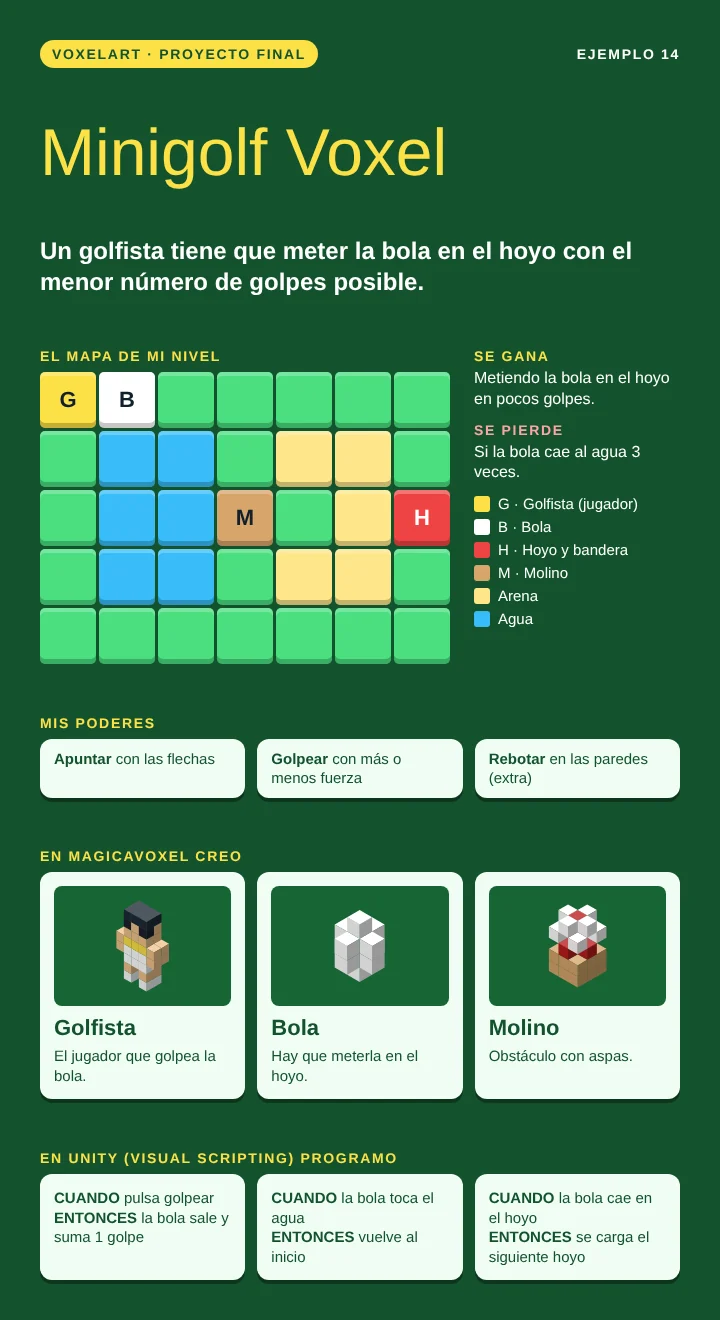 VOXELART · PROYECTO FINAL
EJEMPLO 14
Minigolf Voxel
Un golfista tiene que meter la bola en el hoyo con el
menor número de golpes posible.
EL MAPA DE MI NIVEL
G B
M H
SE GANA
Metiendo la bola en el hoyo
en pocos golpes.
SE PIERDE
Si la bola cae al agua 3
veces.
G · Golfista (jugador)
B · Bola
H · Hoyo y bandera
M · Molino
Arena
Agua
MIS PODERES
Apuntar con las flechas
Golpear con más o
menos fuerza
Rebotar en las paredes
(extra)
EN MAGICAVOXEL CREO
Golfista
El jugador que golpea la
bola.
Bola
Hay que meterla en el
hoyo.
Molino
Obstáculo con aspas.
EN UNITY (VISUAL SCRIPTING) PROGRAMO
CUANDO pulsa golpear
ENTONCES la bola sale y
suma 1 golpe
CUANDO la bola toca el
agua
ENTONCES vuelve al
inicio
CUANDO la bola cae en
el hoyo
ENTONCES se carga el
siguiente hoyo